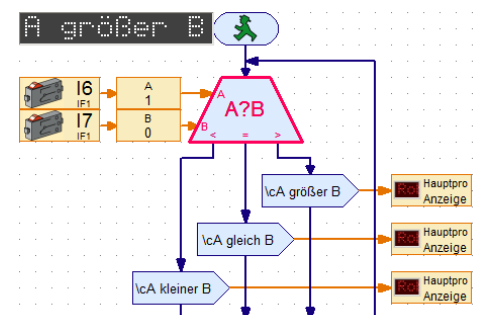 A größer B
I6
IF1
A
1
I7
IF1
B
0
A
A?B
B
< = >
\cA größer B
Hauptpro
Anzeige
\cA gleich B
Hauptpro
Anzeige
\cA kleiner B
Hauptpro
Anzeige